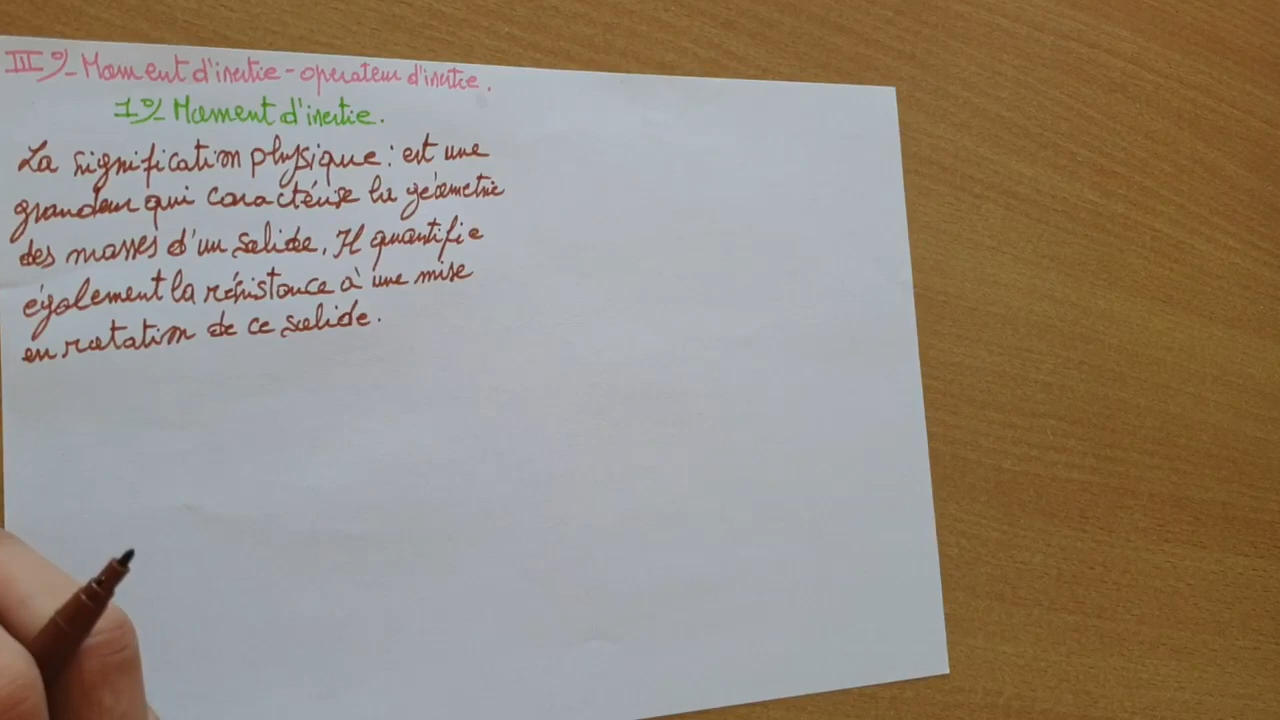 III°/- Moment d'inertie - operateur d'inertie.
1°/- Moment d'inertie.
La signification physique : est une
grandeur qui caractérise la géometrie
des masses d'un solide. Il quantifie
également la résistance à une mise
en rotation de ce solide.